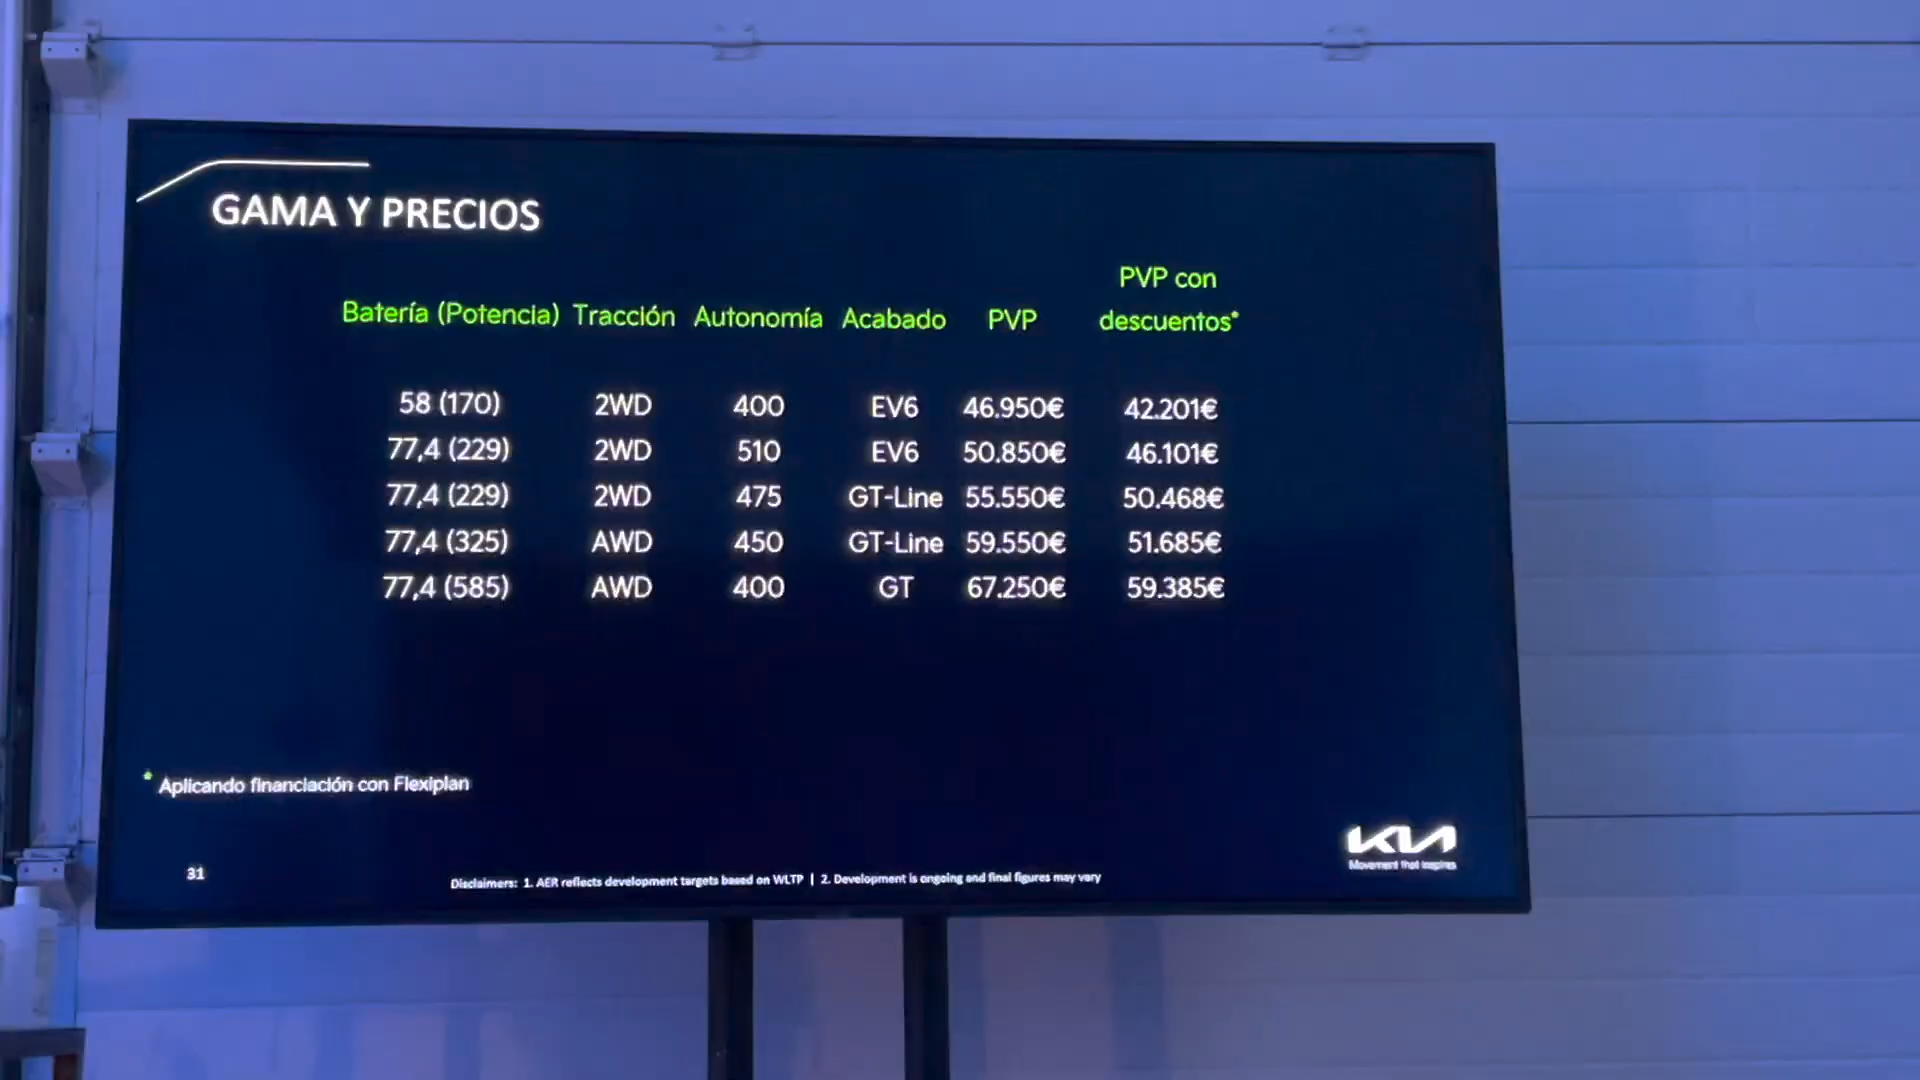 GAMA Y PRECIOS
Batería (Potencia) Tracción Autonomía Acabado PVP PVP con descuentos*
58 (170) 2WD 400 EV6 46.950€ 42.201€
77,4 (229) 2WD 510 EV6 50.850€ 46.101€
77,4 (229) 2WD 475 GT-Line 55.550€ 50.468€
77,4 (325) AWD 450 GT-Line 59.550€ 51.685€
77,4 (585) AWD 400 GT 67.250€ 59.385€
* Aplicando financiación con Flexiplan
KIA
Movement that inspires
31
Disclaimers: 1. AER reflects development targets based on WLTP | 2. Development is ongoing and final figures may vary